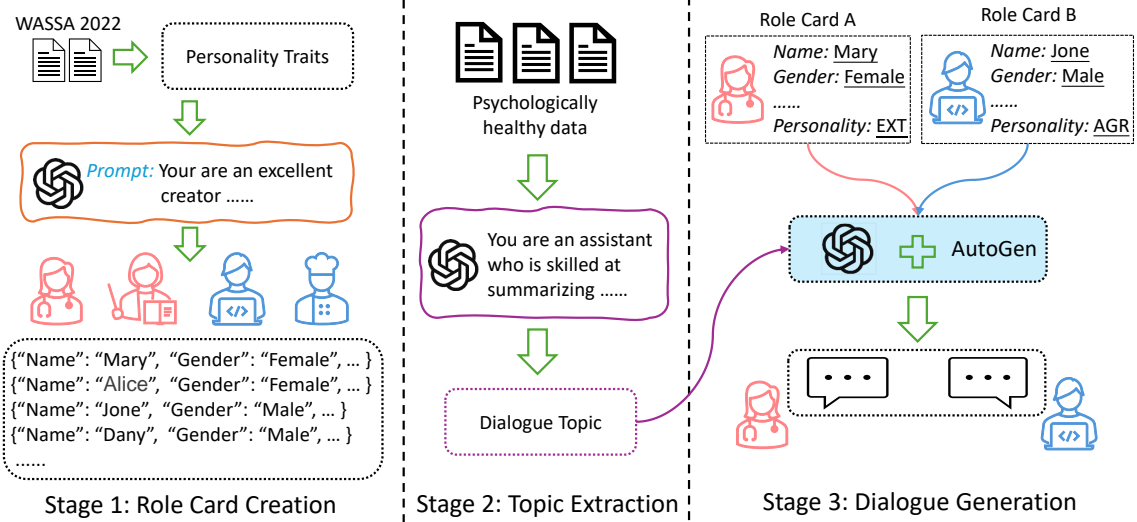 WASSA 2022
Personality Traits
Prompt: Your are an excellent
creator ......
{“Name”: “Mary”, “Gender”: “Female”, ... }
{“Name”: “Alice”, “Gender”: “Female”, ... }
{“Name”: “Jone”, “Gender”: “Male”, ... }
{“Name”: “Dany”, “Gender”: “Male”, ... }
......
Stage 1: Role Card Creation
Psychologically
healthy data
You are an assistant
who is skilled at
summarizing ......
Dialogue Topic
Stage 2: Topic Extraction
Role Card A
Name: Mary
Gender: Female
......
Personality: EXT
Role Card B
Name: Jone
Gender: Male
......
Personality: AGR
AutoGen
Stage 3: Dialogue Generation